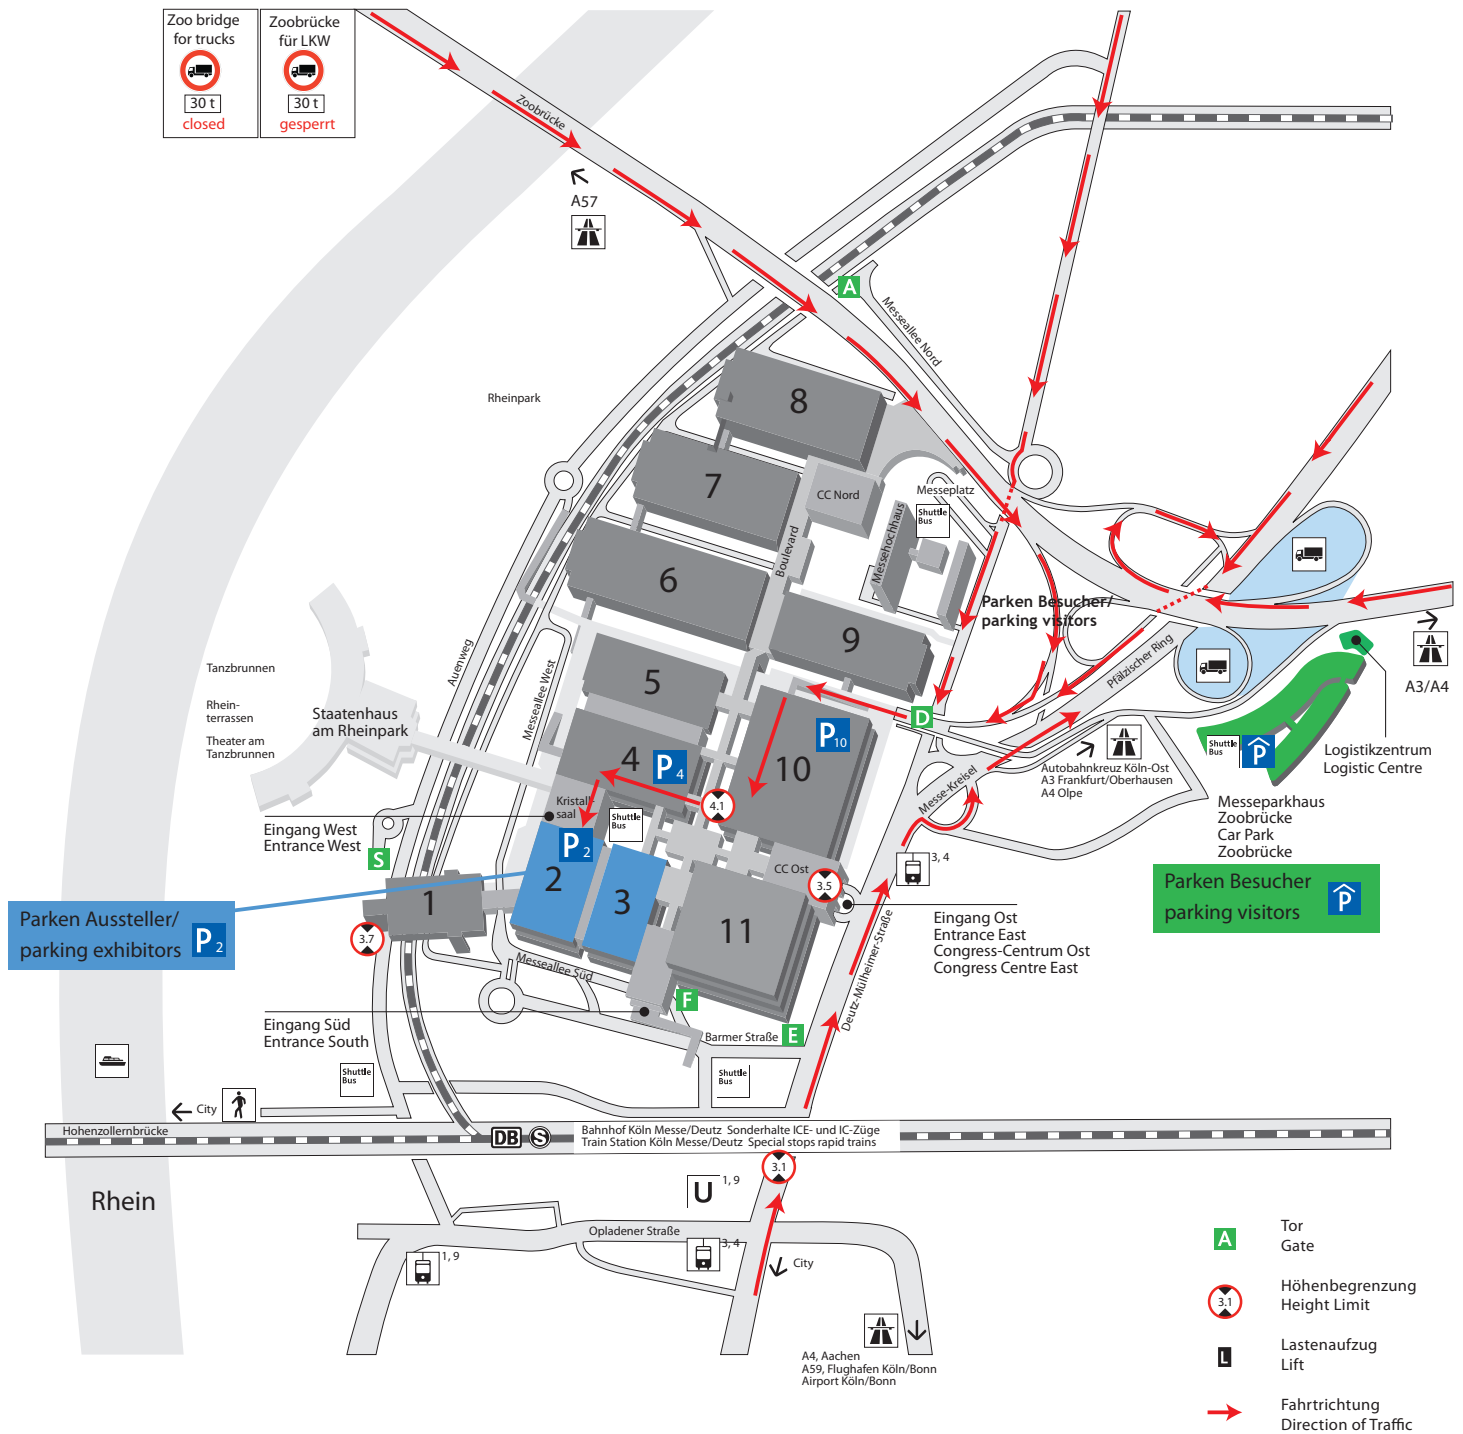 Zoo bridge
for trucks
30 t
closed
Zoobrücke
für LKW
30 t
gesperrt
Zoobrücke
A57
A
Messeallee Nord
Rheinpark
8
7
CC Nord
Messeplatz
Shuttle
Bus
Messehochhaus
Boulevard
6
Parken Besucher/
parking visitors
9
Pfälzischer Ring
A3/A4
Auenweg
Messeallee West
5
Tanzbrunnen
Rhein-
terrassen
Theater am
Tanzbrunnen
Staatenhaus
am Rheinpark
D
P10
4
P4
10
4.1
Kristall-
saal
Shuttle
Bus
Messe-Kreisel
Autobahnkreuz Köln-Ost
A3 Frankfurt/Oberhausen
A4 Olpe
Shuttle
Bus
P
Logistikzentrum
Logistic Centre
Messeparkhaus
Zoobrücke
Car Park
Zoobrücke
Eingang West
Entrance West
S
P2
2
3
CC Ost
3.5
3, 4
Parken Besucher
parking visitors
P
1
3.7
11
Parken Aussteller/
parking exhibitors
P2
Eingang Ost
Entrance East
Congress-Centrum Ost
Congress Centre East
Messeallee Süd
Deutz-Mülheimer-Straße
F
E
Eingang Süd
Entrance South
Barmer Straße
Shuttle
Bus
Shuttle
Bus
City
Hohenzollernbrücke
DB
S
Bahnhof Köln Messe/Deutz Sonderhalte ICE- und IC-Züge
Train Station Köln Messe/Deutz Special stops rapid trains
3.1
Rhein
U
1, 9
Opladener Straße
1, 9
3, 4
City
A4, Aachen
A59, Flughafen Köln/Bonn
Airport Köln/Bonn
A
Tor
Gate
3.1
Höhenbegrenzung
Height Limit
L
Lastenaufzug
Lift
Fahrtrichtung
Direction of Traffic